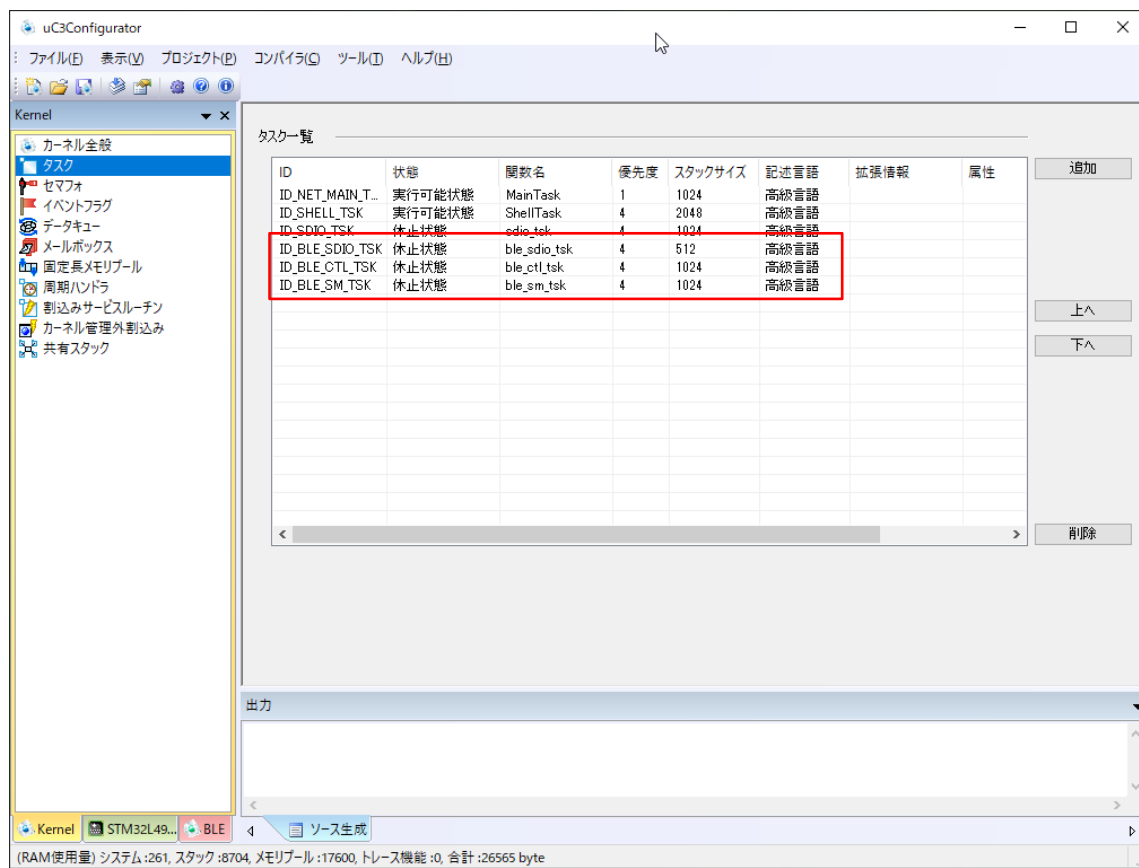 uC3Configurator
ファイル(F) 表示(V) プロジェクト(P) コンパイラ(C) ツール(T) ヘルプ(H)
Kernel
カーネル全般
タスク
セマフォ
イベントフラグ
データキュー
メールボックス
固定長メモリプール
周期ハンドラ
割込みサービスルーチン
カーネル管理外割込み
共有スタック
タスク一覧
ID 状態 関数名 優先度 スタックサイズ 記述言語 拡張情報 属性
ID_NET_MAIN_T... 実行可能状態 MainTask 1 1024 高級言語
ID_SHELL_TSK 実行可能状態 ShellTask 4 2048 高級言語
ID_SDIO_TSK 休止状態 sdio_tsk 4 1024 高級言語
ID_BLE_SDIO_TSK 休止状態 ble_sdio_tsk 4 512 高級言語
ID_BLE_CTL_TSK 休止状態 ble_ctl_tsk 4 1024 高級言語
ID_BLE_SM_TSK 休止状態 ble_sm_tsk 4 1024 高級言語
追加
上へ
下へ
削除
出力
Kernel STM32L49... BLE ソース生成
(RAM使用量) システム :261, スタック :8704, メモリプール :17600, トレース機能 :0, 合計 :26565 byte